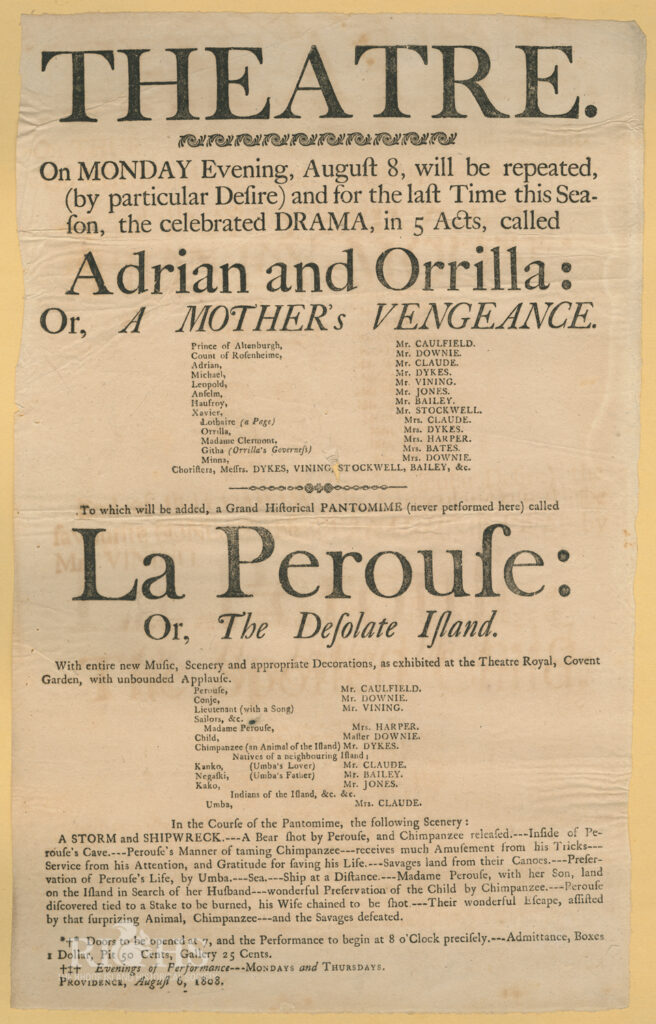 THEATRE.
On MONDAY Evening, Auguſt 8, will be repeated,
(by particular Deſire) and for the laſt Time this Sea-
ſon, the celebrated DRAMA, in 5 Acts, called
Adrian and Orrilla:
Or, A MOTHER's VENGEANCE.
Prince of Altenburgh, Mr. CAULFIELD.
Count of Roſenheime, Mr. DOWNIE.
Adrian, Mr. CLAUDE.
Michael, Mr. DYKES.
Leopold, Mr. VINING.
Anſelm, Mr. JONES.
Haufroy, Mr. BAILEY.
Xavier, Mr. STOCKWELL.
Lothaire (a Page) Mrs. CLAUDE.
Orrilla, Mrs. DYKES.
Madame Clermont, Mrs. HARPER.
Githa (Orrilla's Governeſs) Mrs. BATES.
Minna, Mrs. DOWNIE.
Choriſters, Meſſrs. DYKES, VINING, STOCKWELL, BAILEY, &c.
To which will be added, a Grand Hiſtorical PANTOMIME (never performed here) called
La Perouſe:
Or, The Deſolate Iſland.
With entire new Muſic, Scenery and appropriate Decorations, as exhibited at the Theatre Royal, Covent
Garden, with unbounded Applauſe.
Perouſe, Mr. CAULFIELD.
Conje, Mr. DOWNIE.
Lieutenant (with a Song) Mr. VINING.
Sailors, &c.
Madame Perouſe, Mrs. HARPER.
Child, Maſter DOWNIE.
Chimpanzee (an Animal of the Iſland) Mr. DYKES.
Natives of a neighbouring Iſland;
Kanko, (Umba's Lover) Mr. CLAUDE.
Negaſki, (Umba's Father) Mr. BAILEY.
Kako, Mr. JONES.
Indians of the Iſland, &c. &c.
Umba, Mrs. CLAUDE.
In the Courſe of the Pantomime, the following Scenery:
A STORM and SHIPWRECK.---A Bear ſhot by Perouſe, and Chimpanzee releaſed.---Inſide of Pe-
rouſe's Cave.---Perouſe's Manner of taming Chimpanzee---receives much Amuſement from his Tricks---
Service from his Attention, and Gratitude for ſaving his Life.---Savages land from their Canoes.---Preſer-
vation of Perouſe's Life, by Umba.---Sea.---Ship at a Diſtance.---Madame Perouſe, with her Son, land
on the Iſland in Search of her Huſband---wonderful Preſervation of the Child by Chimpanzee.---Perouſe
diſcovered tied to a Stake to be burned, his Wife chained to be ſhot---Their wonderful Eſcape, aſſiſted
by that ſurprizing Animal, Chimpanzee---and the Savages defeated.
*†* Doors to be opened at 7, and the Performance to begin at 8 o'Clock preciſely.---Admittance, Boxes
1 Dollar, Pit 50 Cents, Gallery 25 Cents.
†‡† Evenings of Performance---MONDAYS and THURSDAYS.
PROVIDENCE, Auguſt 6, 1808.